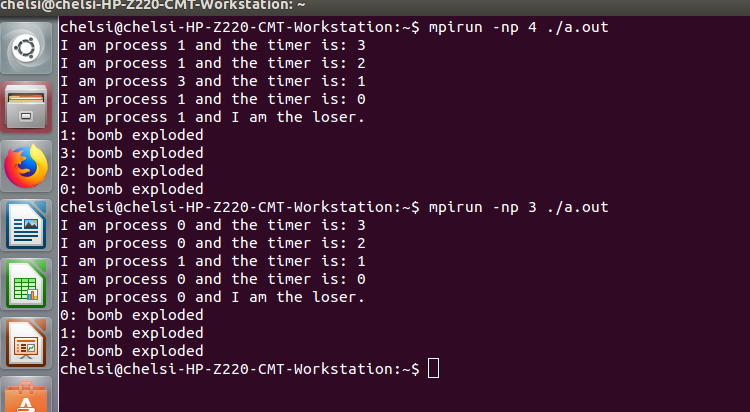 chelsi@chelsi-HP-Z220-CMT-Workstation: ~
chelsi@chelsi-HP-Z220-CMT-Workstation:~$ mpirun -np 4 ./a.out
I am process 1 and the timer is: 3
I am process 1 and the timer is: 2
I am process 3 and the timer is: 1
I am process 1 and the timer is: 0
I am process 1 and I am the loser.
1: bomb exploded
3: bomb exploded
2: bomb exploded
0: bomb exploded
chelsi@chelsi-HP-Z220-CMT-Workstation:~$ mpirun -np 3 ./a.out
I am process 0 and the timer is: 3
I am process 0 and the timer is: 2
I am process 1 and the timer is: 1
I am process 0 and the timer is: 0
I am process 0 and I am the loser.
0: bomb exploded
1: bomb exploded
2: bomb exploded
chelsi@chelsi-HP-Z220-CMT-Workstation:~$